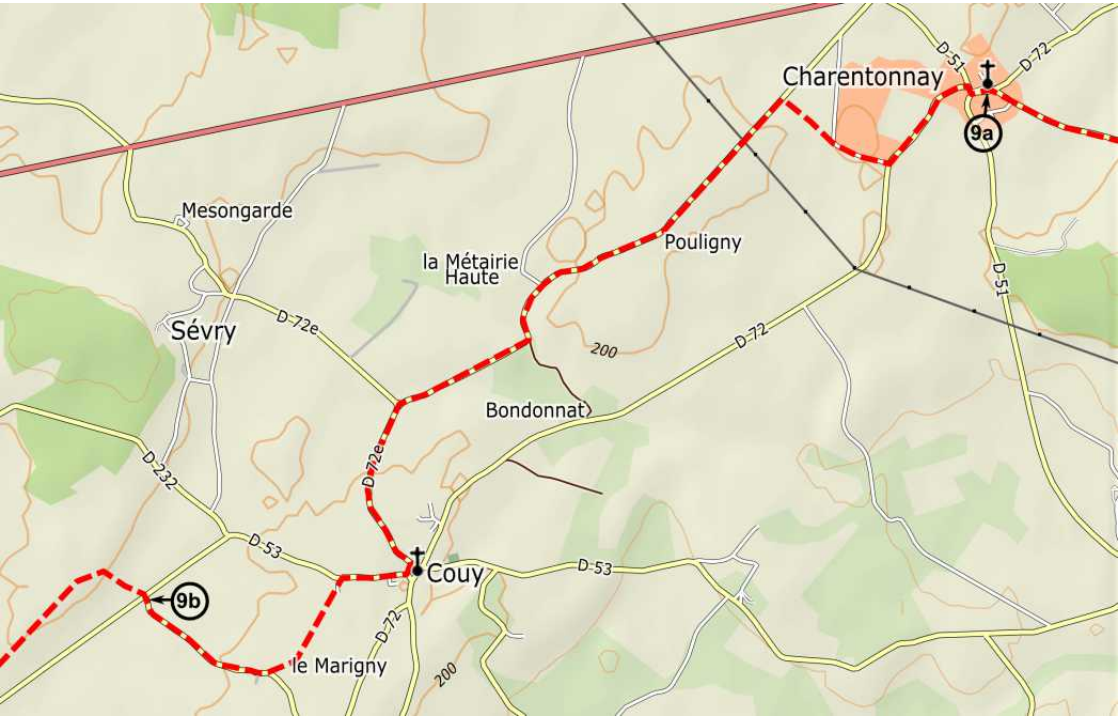 D-51
D-72
Charentonnay
9a
Mesongarde
Pouligny
la Métairie
Haute
D-51
D-72e
Sévry
D-72
200
Bondonnat
D-72e
D-232
D-53
Couy
D-53
9b
D-72
le Marigny
200